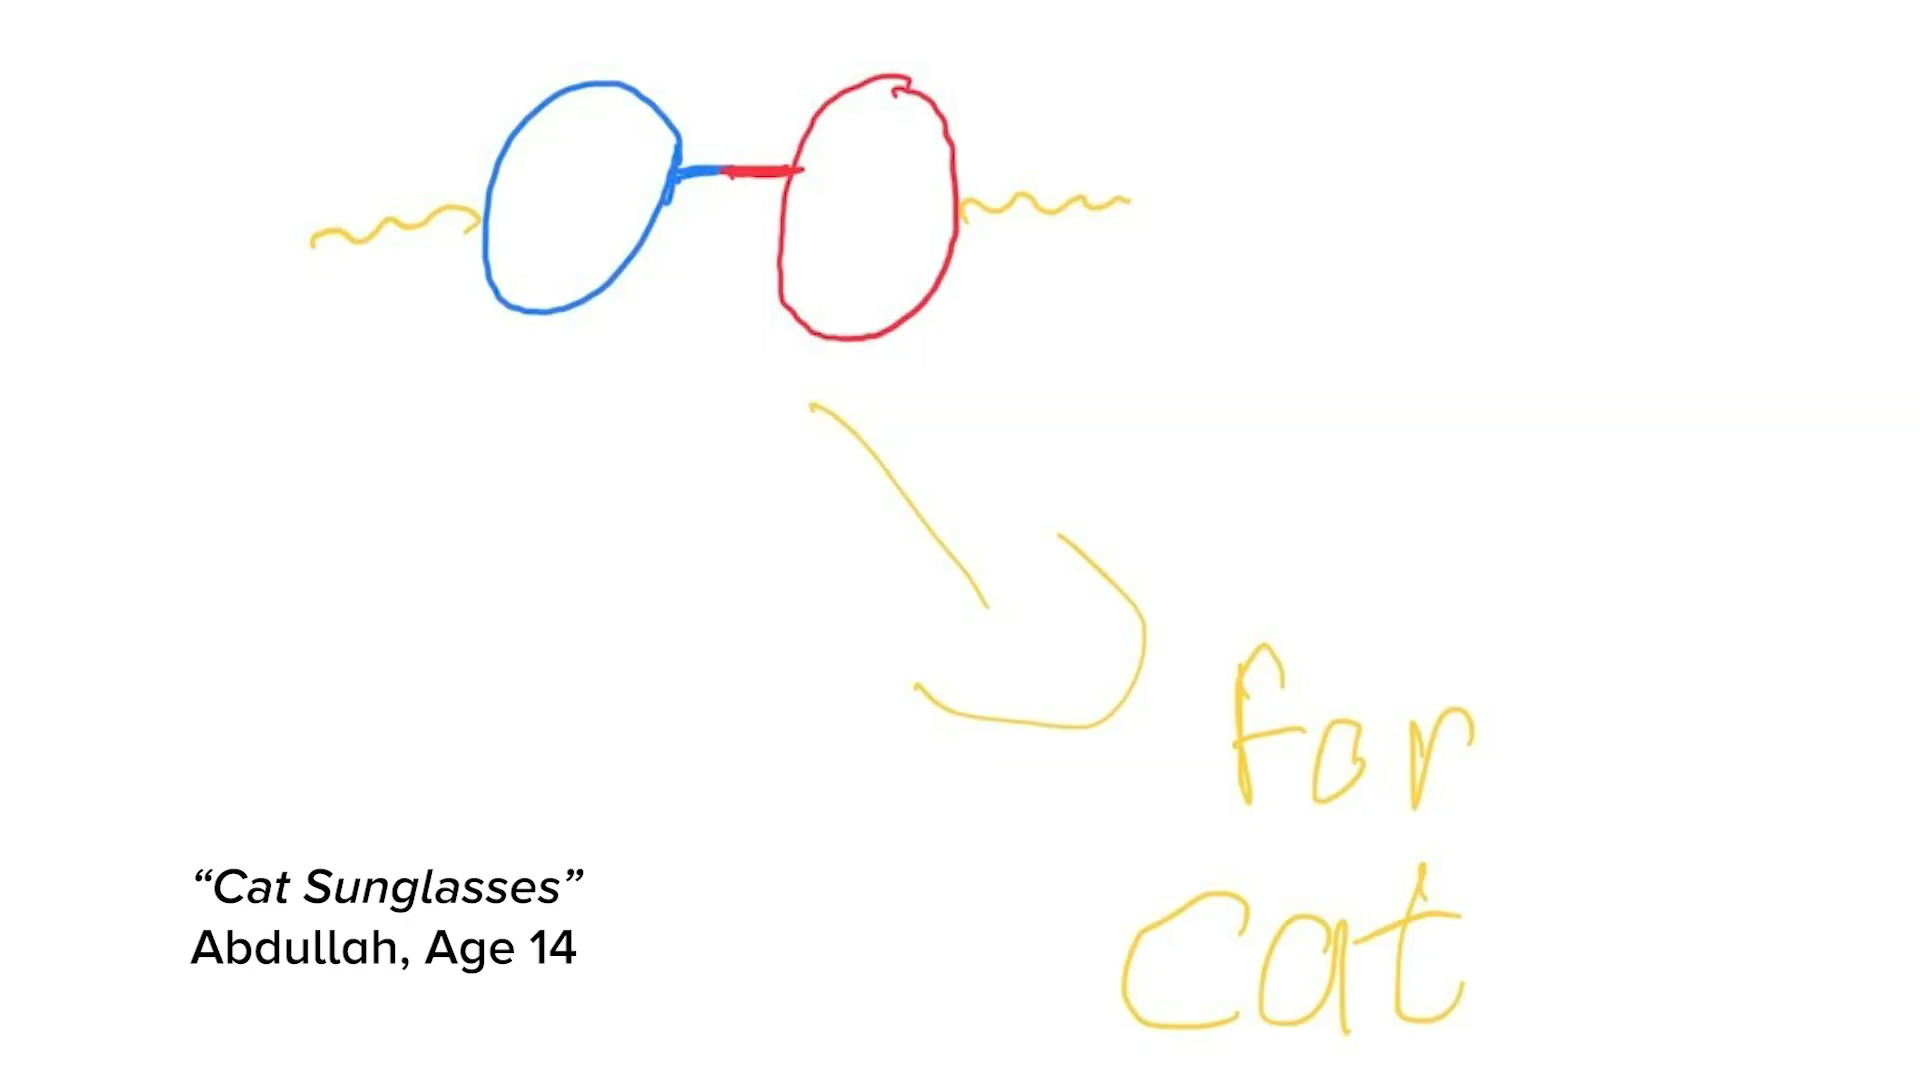 For
Cat
“Cat Sunglasses”
Abdullah, Age 14